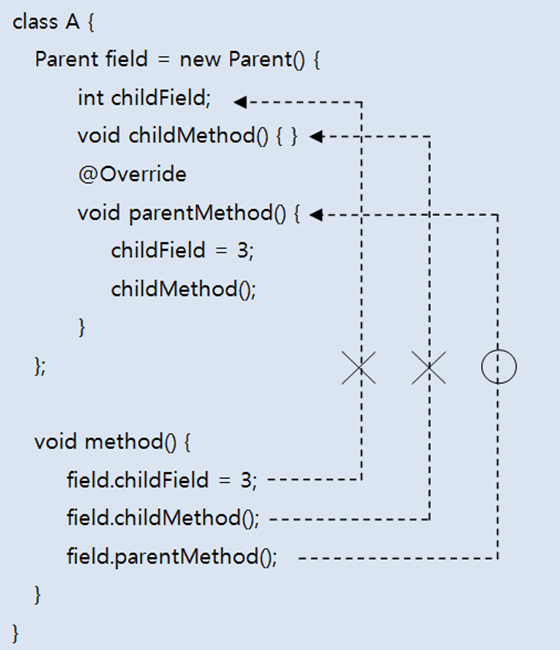 class A {
Parent field = new Parent() {
int childField;
void childMethod() { }
@Override
void parentMethod() {
childField = 3;
childMethod();
}
};
void method() {
field.childField = 3;
field.childMethod();
field.parentMethod();
}
}